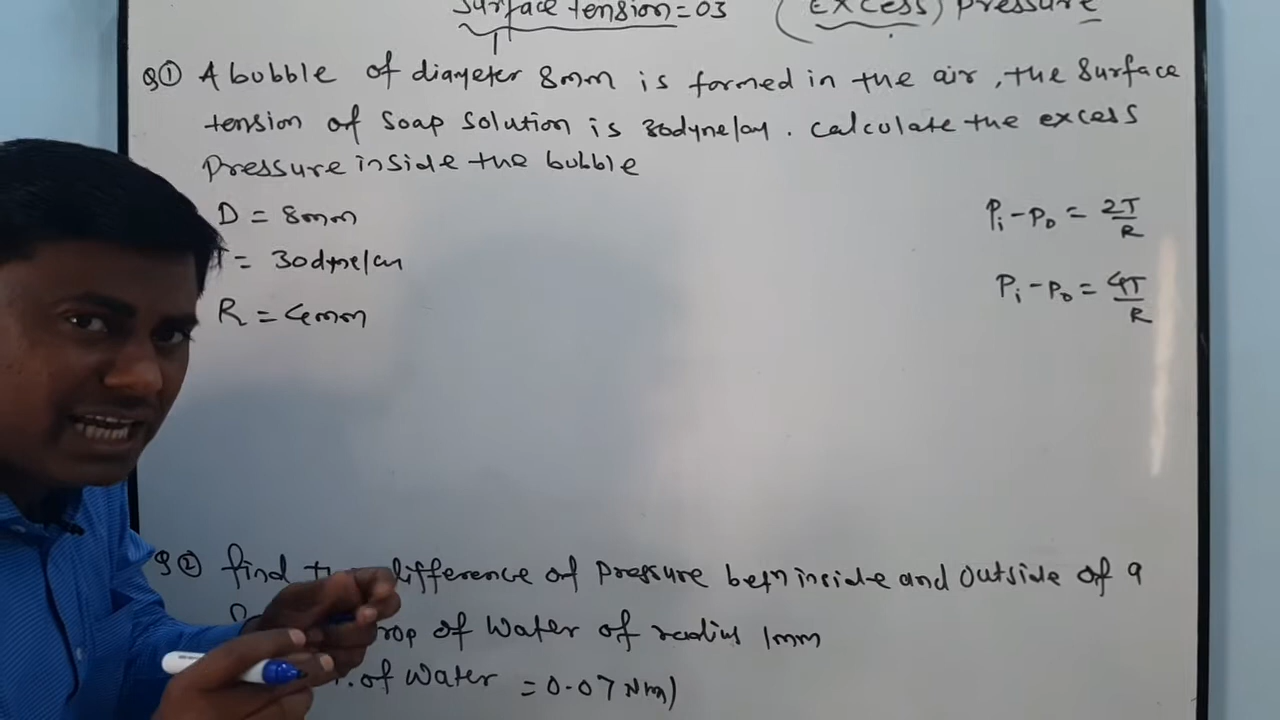 Surface tension = 03 (Excess) Pressure
Q① A bubble of diameter 8mm is formed in the air, the surface
tension of soap solution is 30dyne/cm. calculate the excess
Pressure inside the bubble
D = 8mm
= 30dyne/cm
R = 4mm
Pi - Po = 2T/R
Pi - Po = 4T/R
Q② find difference of Pressure betn inside and outside of a
rop of water of radius 1mm
. of water = 0.07 N/m)